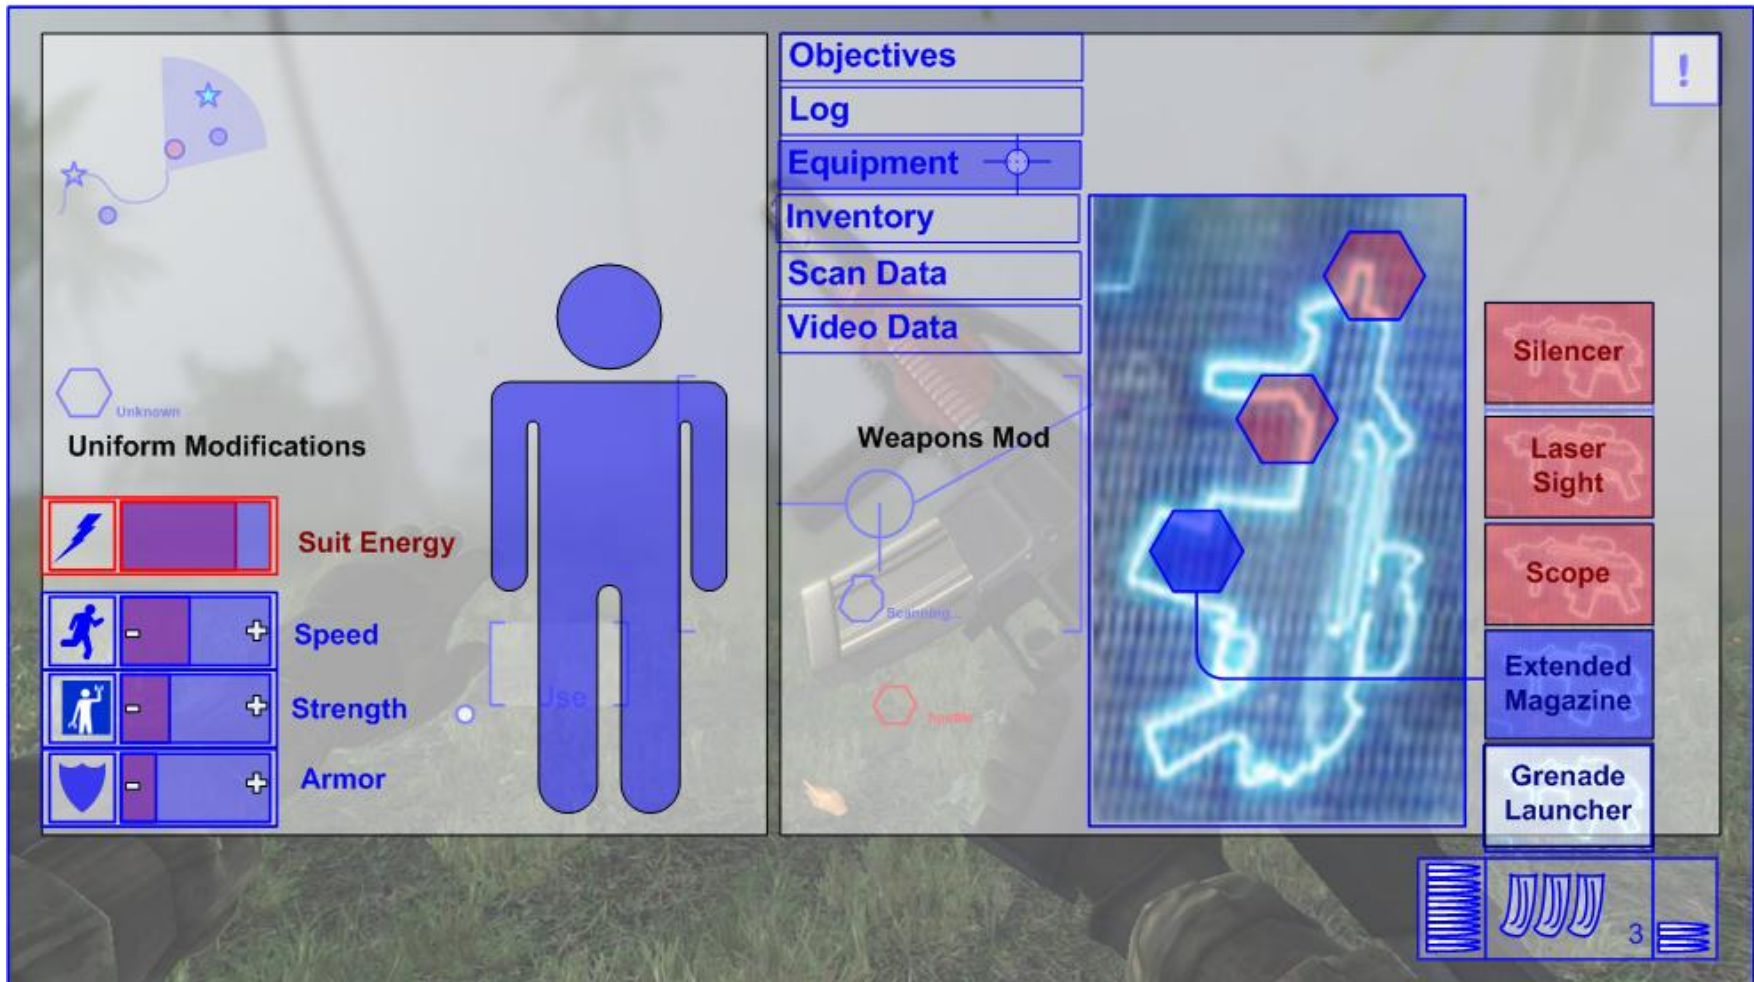 Objectives
!
Log
Equipment
Inventory
Scan Data
Video Data
Unknown
Uniform Modifications
Suit Energy
Speed
Strength
Armor
Use
Weapons Mod
Scanning...
Silencer
Laser
Sight
Scope
Extended
Magazine
Grenade
Launcher
3